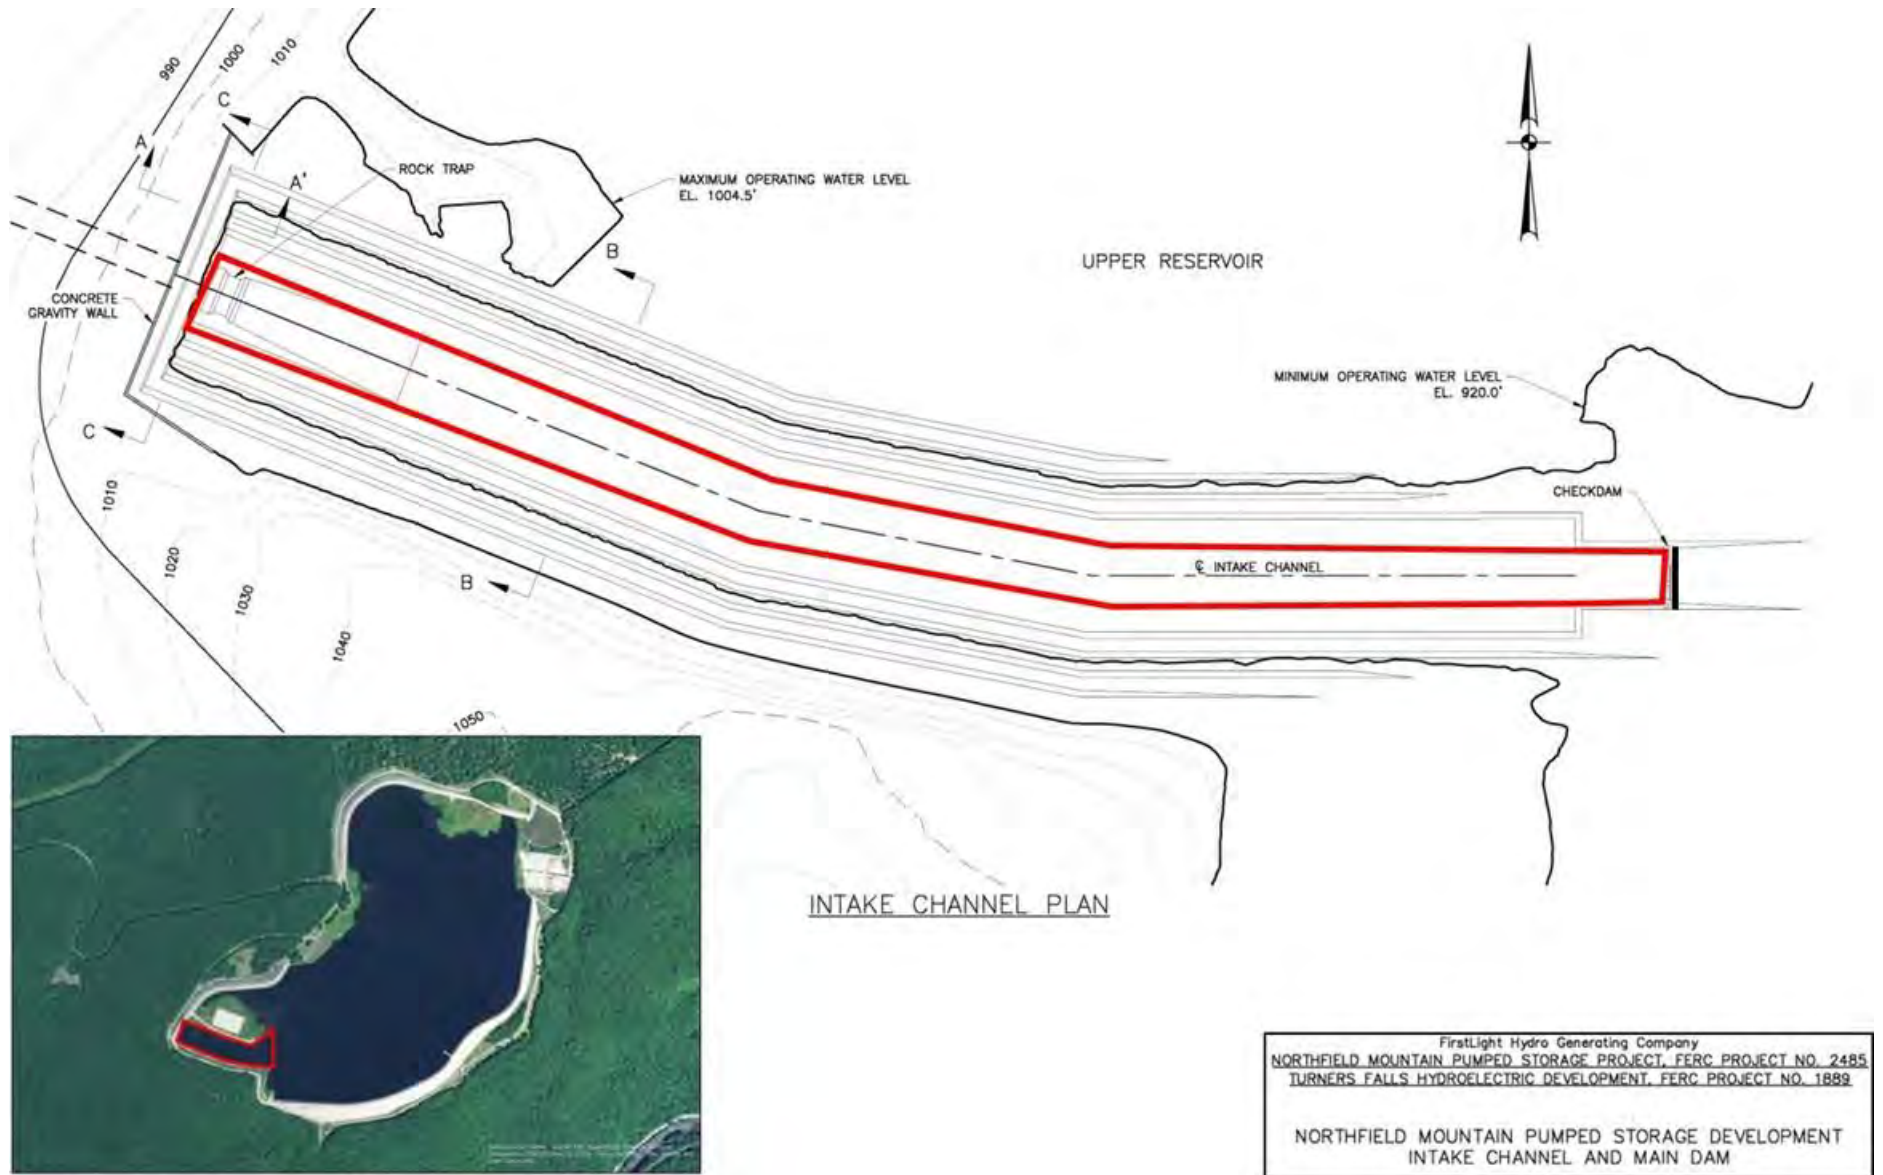 990
1000
1010
C
A
A'
ROCK TRAP
MAXIMUM OPERATING WATER LEVEL
EL. 1004.5'
B
UPPER RESERVOIR
CONCRETE
GRAVITY WALL
MINIMUM OPERATING WATER LEVEL
EL. 920.0'
C
CHECKDAM
1010
1020
1030
1040
B
℄ INTAKE CHANNEL
1050
INTAKE CHANNEL PLAN
FirstLight Hydro Generating Company
NORTHFIELD MOUNTAIN PUMPED STORAGE PROJECT, FERC PROJECT NO. 2485
TURNERS FALLS HYDROELECTRIC DEVELOPMENT, FERC PROJECT NO. 1889
NORTHFIELD MOUNTAIN PUMPED STORAGE DEVELOPMENT
INTAKE CHANNEL AND MAIN DAM